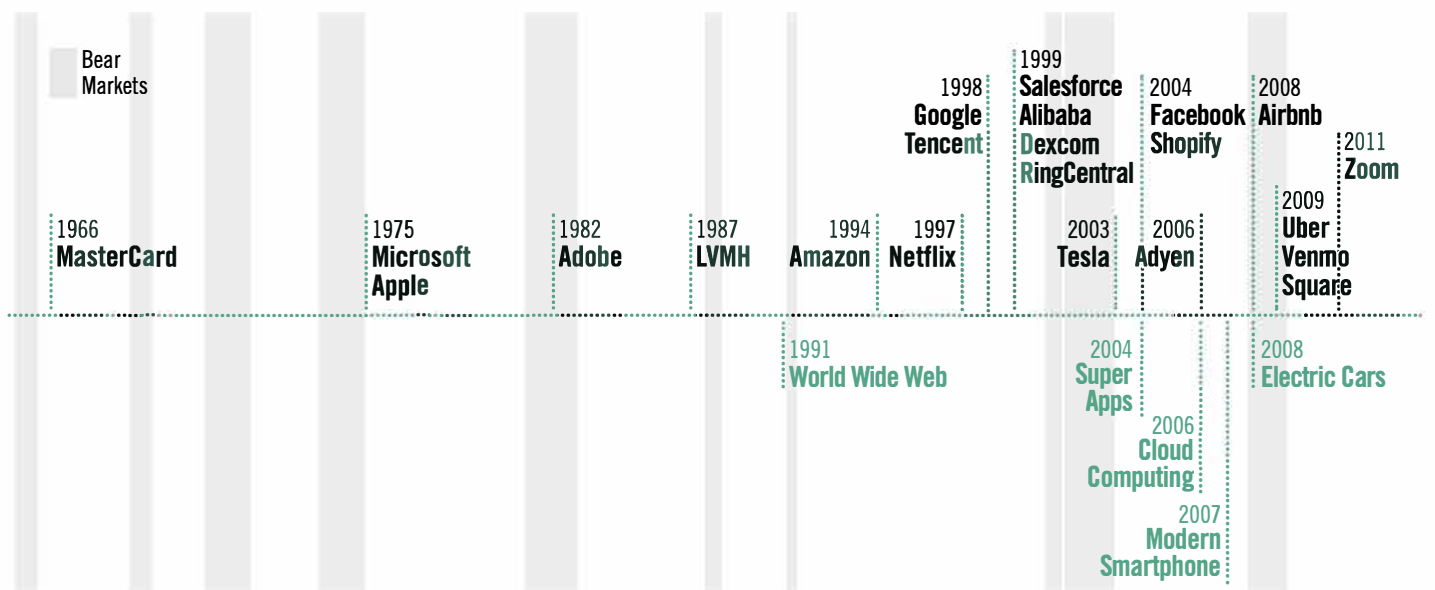 Bear
Markets
1966
MasterCard
1975
Microsoft
Apple
1982
Adobe
1987
LVMH
1994
Amazon
1997
Netflix
1998
Google
Tencent
1999
Salesforce
Alibaba
Dexcom
RingCentral
2003
Tesla
2004
Facebook
Shopify
2006
Adyen
2008
Airbnb
2009
Uber
Venmo
Square
2011
Zoom
1991
World Wide Web
2004
Super
Apps
2006
Cloud
Computing
2007
Modern
Smartphone
2008
Electric Cars